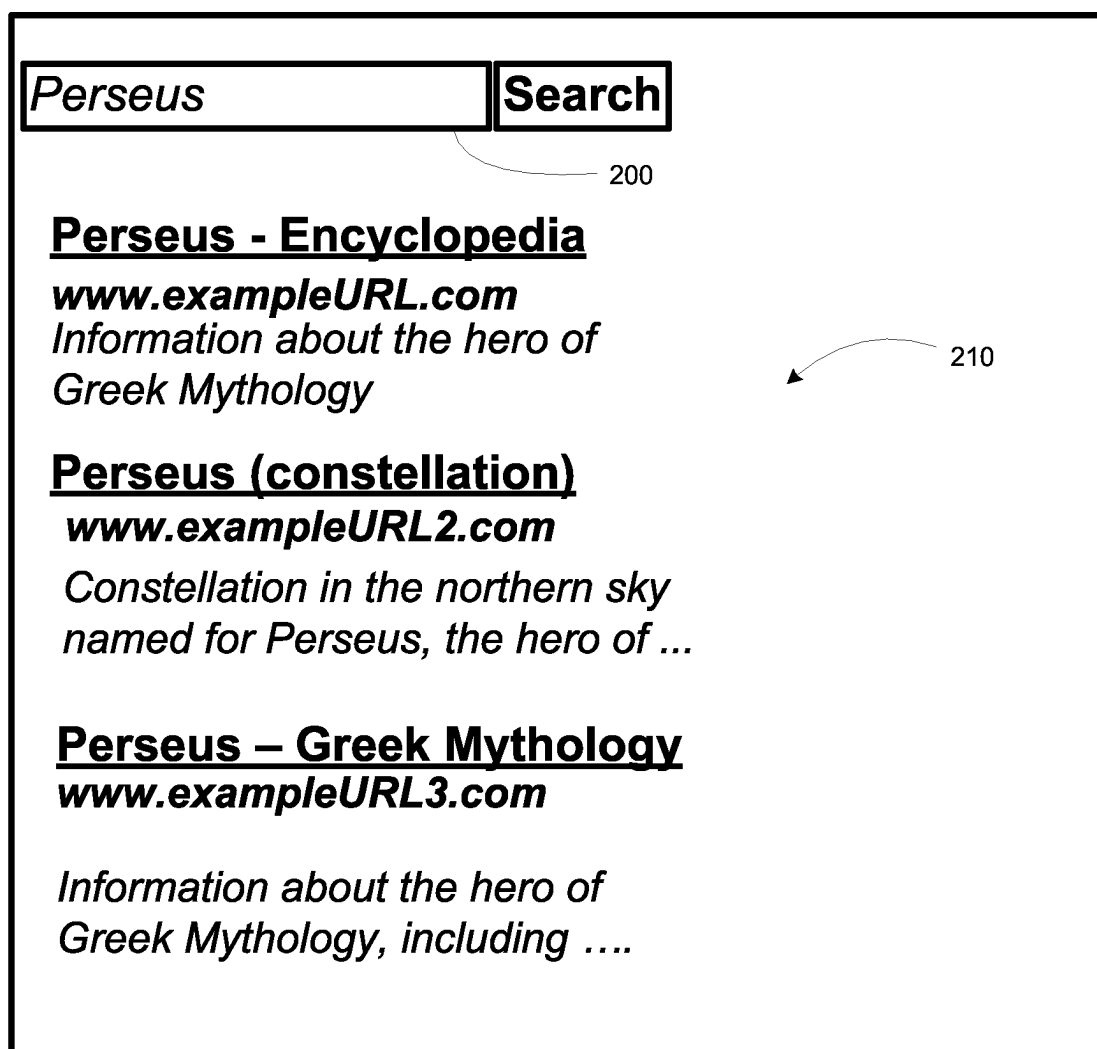 Perseus Search
200
Perseus - Encyclopedia
www.exampleURL.com
Information about the hero of
Greek Mythology
210
Perseus (constellation)
www.exampleURL2.com
Constellation in the northern sky
named for Perseus, the hero of ...
Perseus – Greek Mythology
www.exampleURL3.com
Information about the hero of
Greek Mythology, including ….